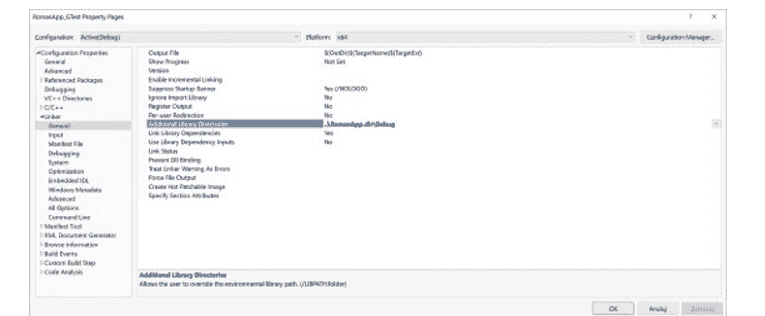 RomanApp_GTest Property Pages
? ×
Configuration: Active(Debug) Platform: x64 Configuration Manager...
Configuration Properties
General
Advanced
Referenced Packages
Debugging
VC++ Directories
C/C++
Linker
General
Input
Manifest File
Debugging
System
Optimization
Embedded IDL
Windows Metadata
Advanced
All Options
Command Line
Manifest Tool
XML Document Generator
Browse Information
Build Events
Custom Build Step
Code Analysis
Output File $(OutDir)$(TargetName)$(TargetExt)
Show Progress Not Set
Version
Enable Incremental Linking
Suppress Startup Banner Yes (/NOLOGO)
Ignore Import Library No
Register Output No
Per-user Redirection No
Additional Library Directories
Link Library Dependencies Yes
Use Library Dependency Inputs No
Link Status
Prevent Dll Binding
Treat Linker Warning As Errors
Force File Output
Create Hot Patchable Image
Specify Section Attributes
Additional Library Directories
Allows the user to override the environmental library path. (/LIBPATH:folder)
OK Anuluj Zastosuj